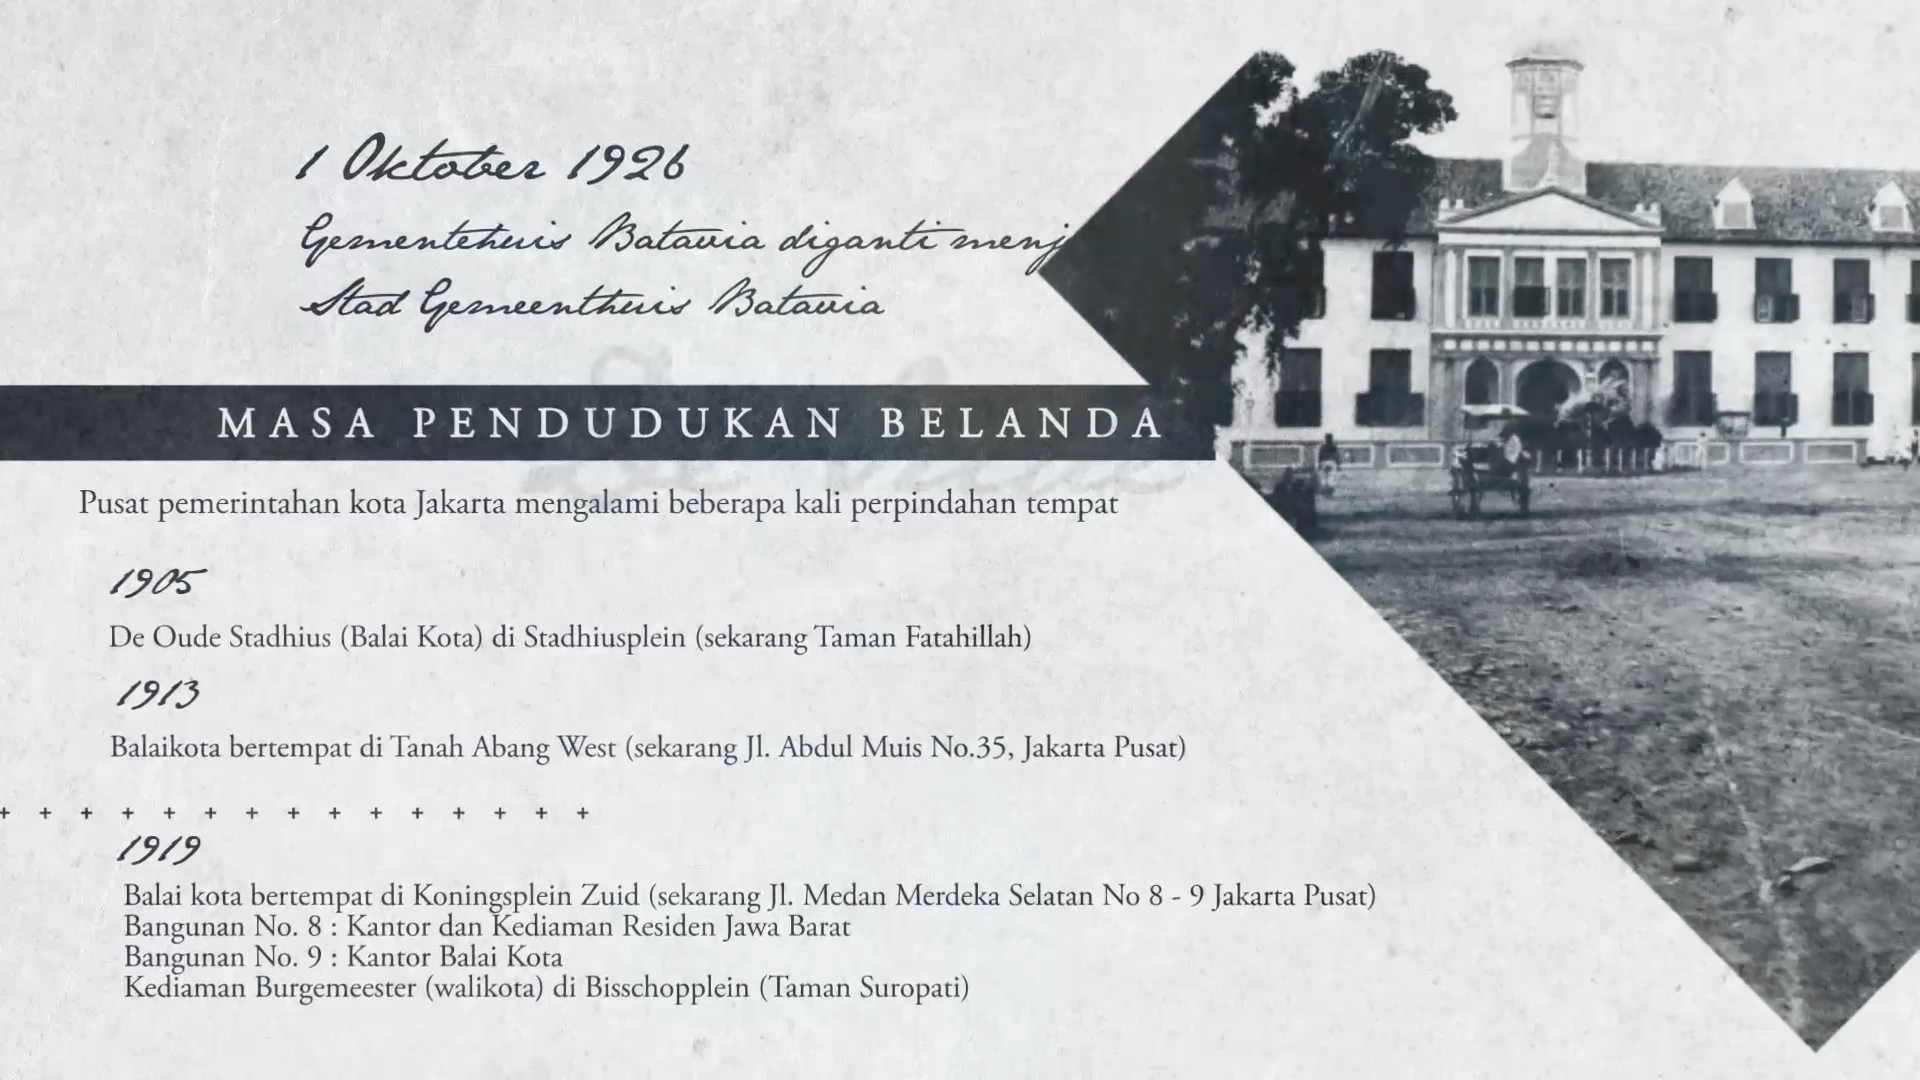 1 Oktober 1926
Gementehuis Batavia diganti menj
Stad Gemeenthuis Batavia
MASA PENDUDUKAN BELANDA
Pusat pemerintahan kota Jakarta mengalami beberapa kali perpindahan tempat
1905
De Oude Stadhius (Balai Kota) di Stadhiusplein (sekarang Taman Fatahillah)
1913
Balaikota bertempat di Tanah Abang West (sekarang Jl. Abdul Muis No.35, Jakarta Pusat)
1919
Balai kota bertempat di Koningsplein Zuid (sekarang Jl. Medan Merdeka Selatan No 8 - 9 Jakarta Pusat)
Bangunan No. 8 : Kantor dan Kediaman Residen Jawa Barat
Bangunan No. 9 : Kantor Balai Kota
Kediaman Burgemeester (walikota) di Bisschopplein (Taman Suropati)